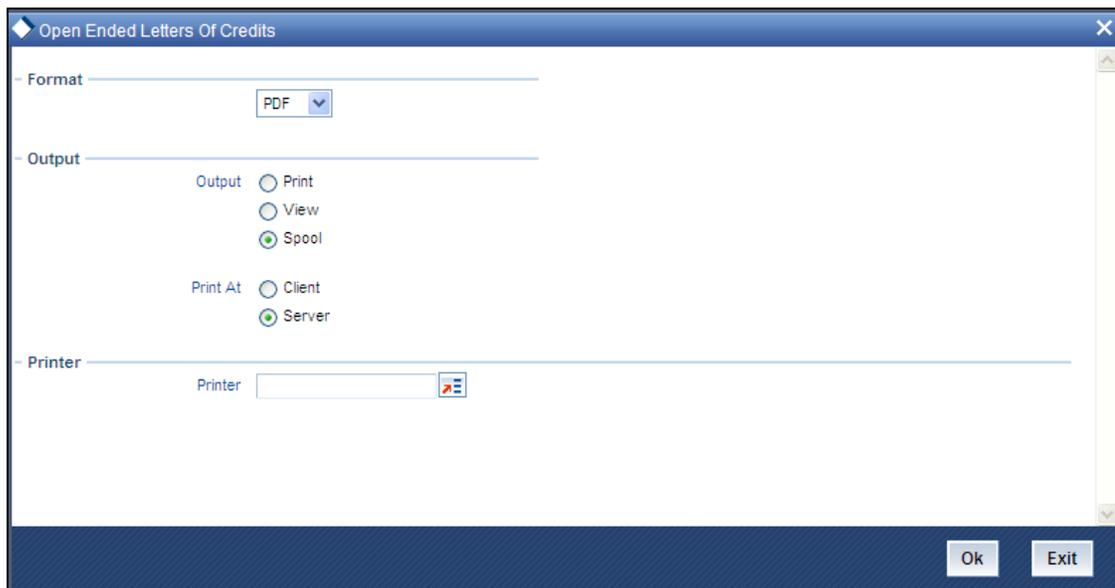 Open Ended Letters Of Credits
Format
PDF
Output
Output Print
View
Spool
Print At Client
Server
Printer
Printer
Ok Exit